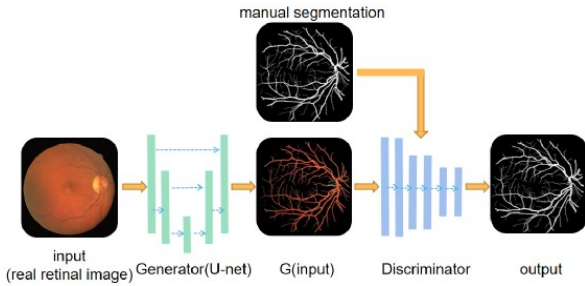 manual segmentation
input
(real retinal image)
Generator(U-net)
G(input)
Discriminator
output